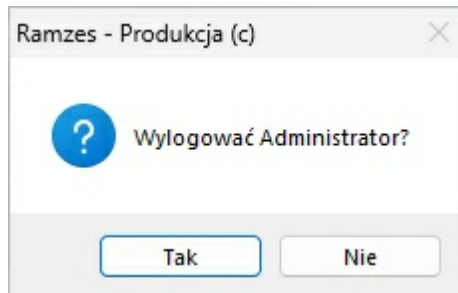 Ramzes - Produkcja (c)
?
Wylogować Administrator?
Tak
Nie